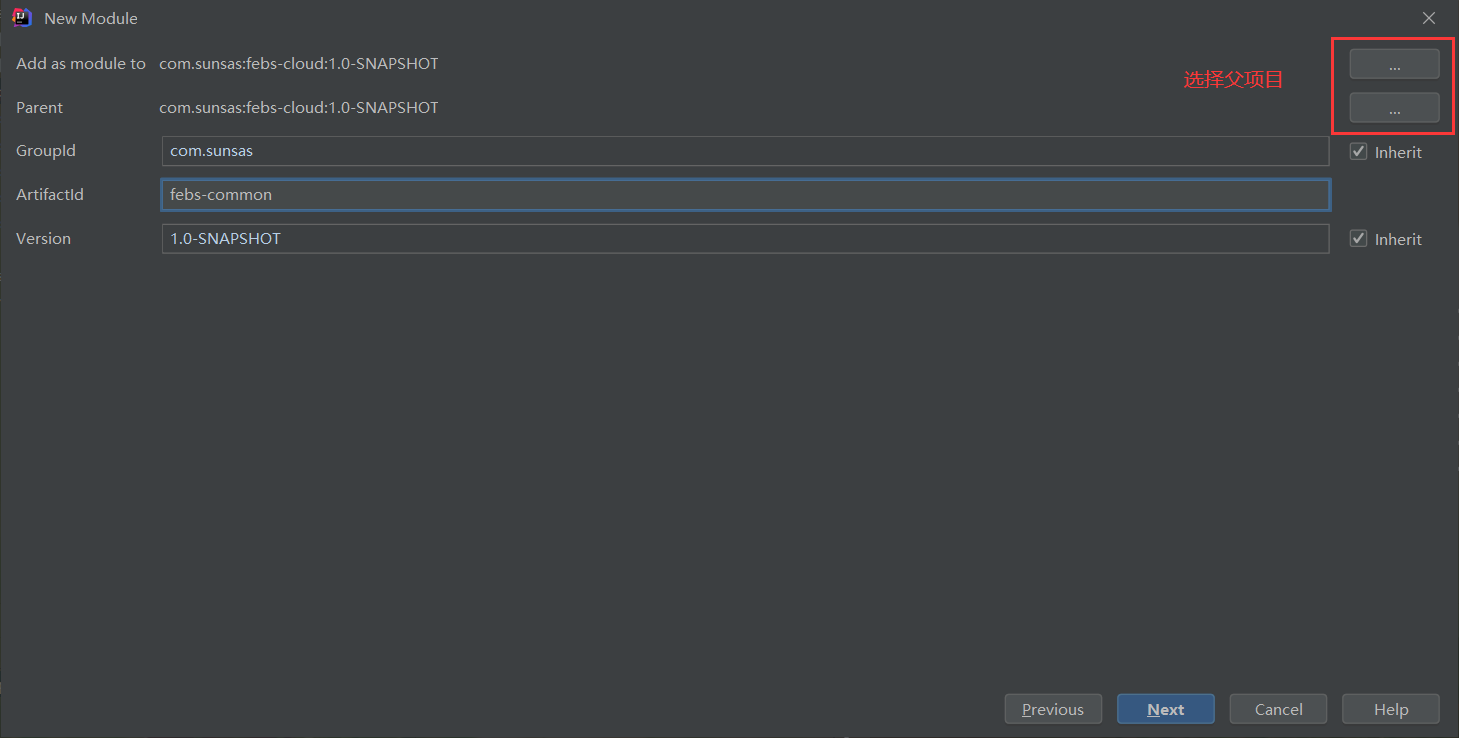 New Module
Add as module to com.sunsas:febs-cloud:1.0-SNAPSHOT ...
选择父项目
Parent com.sunsas:febs-cloud:1.0-SNAPSHOT ...
GroupId com.sunsas Inherit
ArtifactId febs-common
Version 1.0-SNAPSHOT Inherit
Previous Next Cancel Help